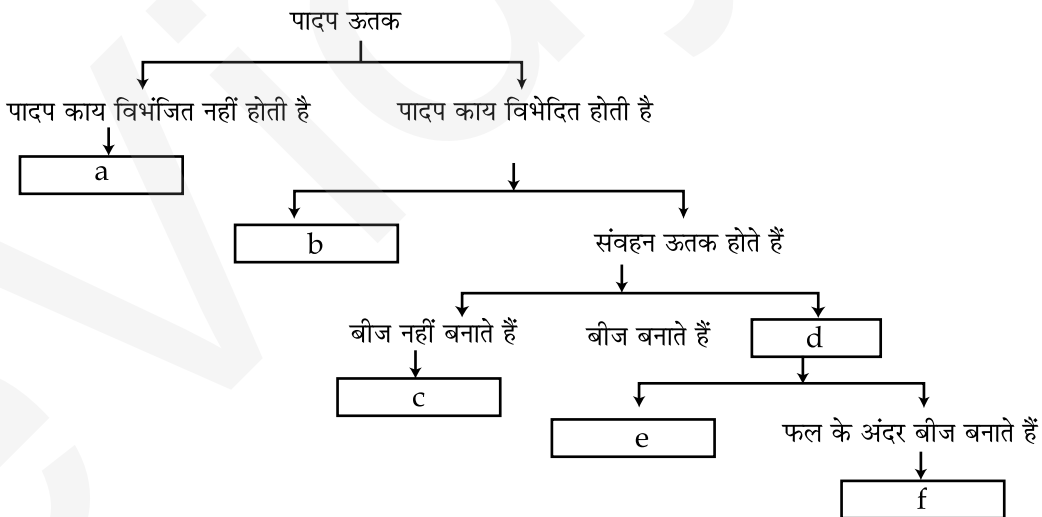 पादप ऊतक
पादप काय विभंजित नहीं होती है
पादप काय विभेदित होती है
a
b
संवहन ऊतक होते हैं
बीज नहीं बनाते हैं
बीज बनाते हैं
d
c
e
फल के अंदर बीज बनाते हैं
f